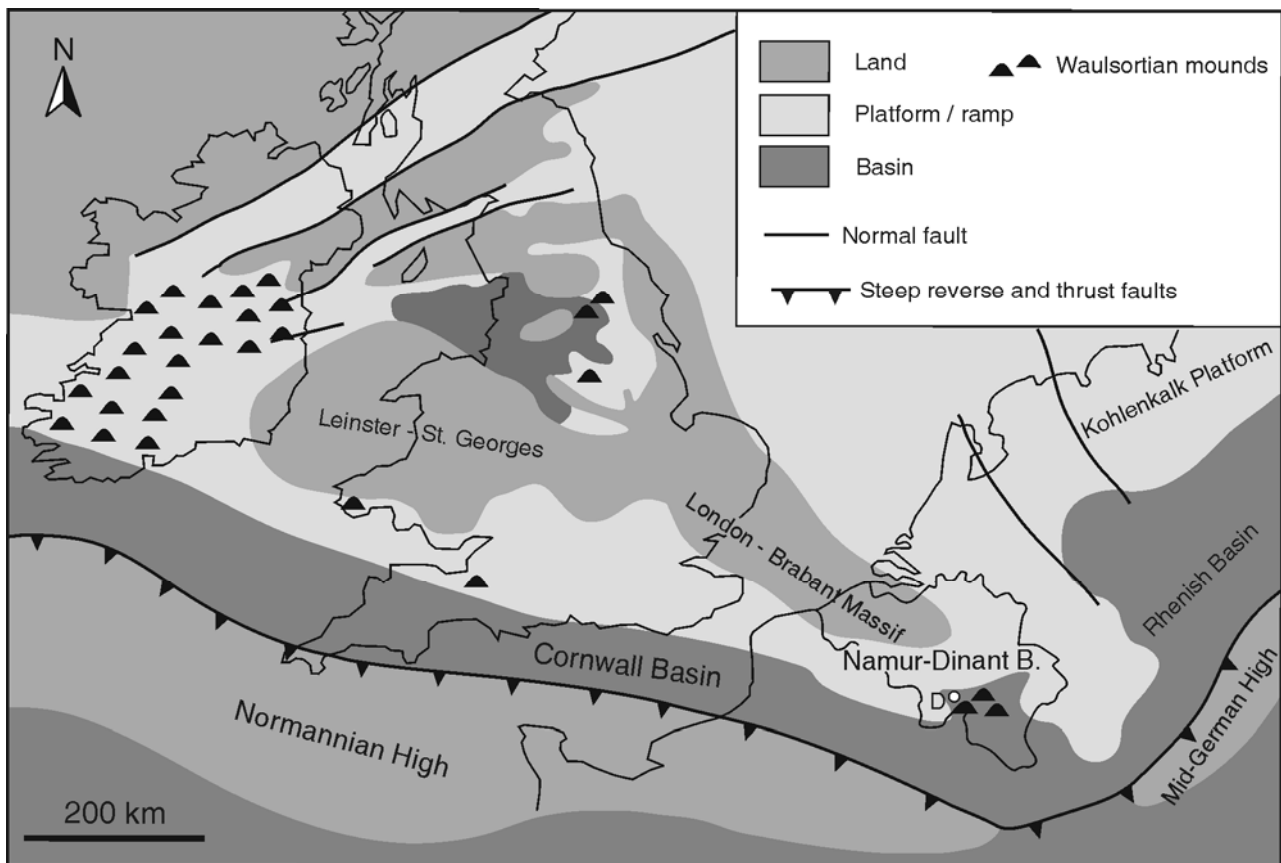 N
Land
Waulsortian mounds
Platform / ramp
Basin
Normal fault
Steep reverse and thrust faults
Kohlenkalk Platform
Leinster - St. Georges
London - Brabant Massif
Rhenish Basin
Namur-Dinant B.
Cornwall Basin
D
Normannian High
Mid-German High
200 km